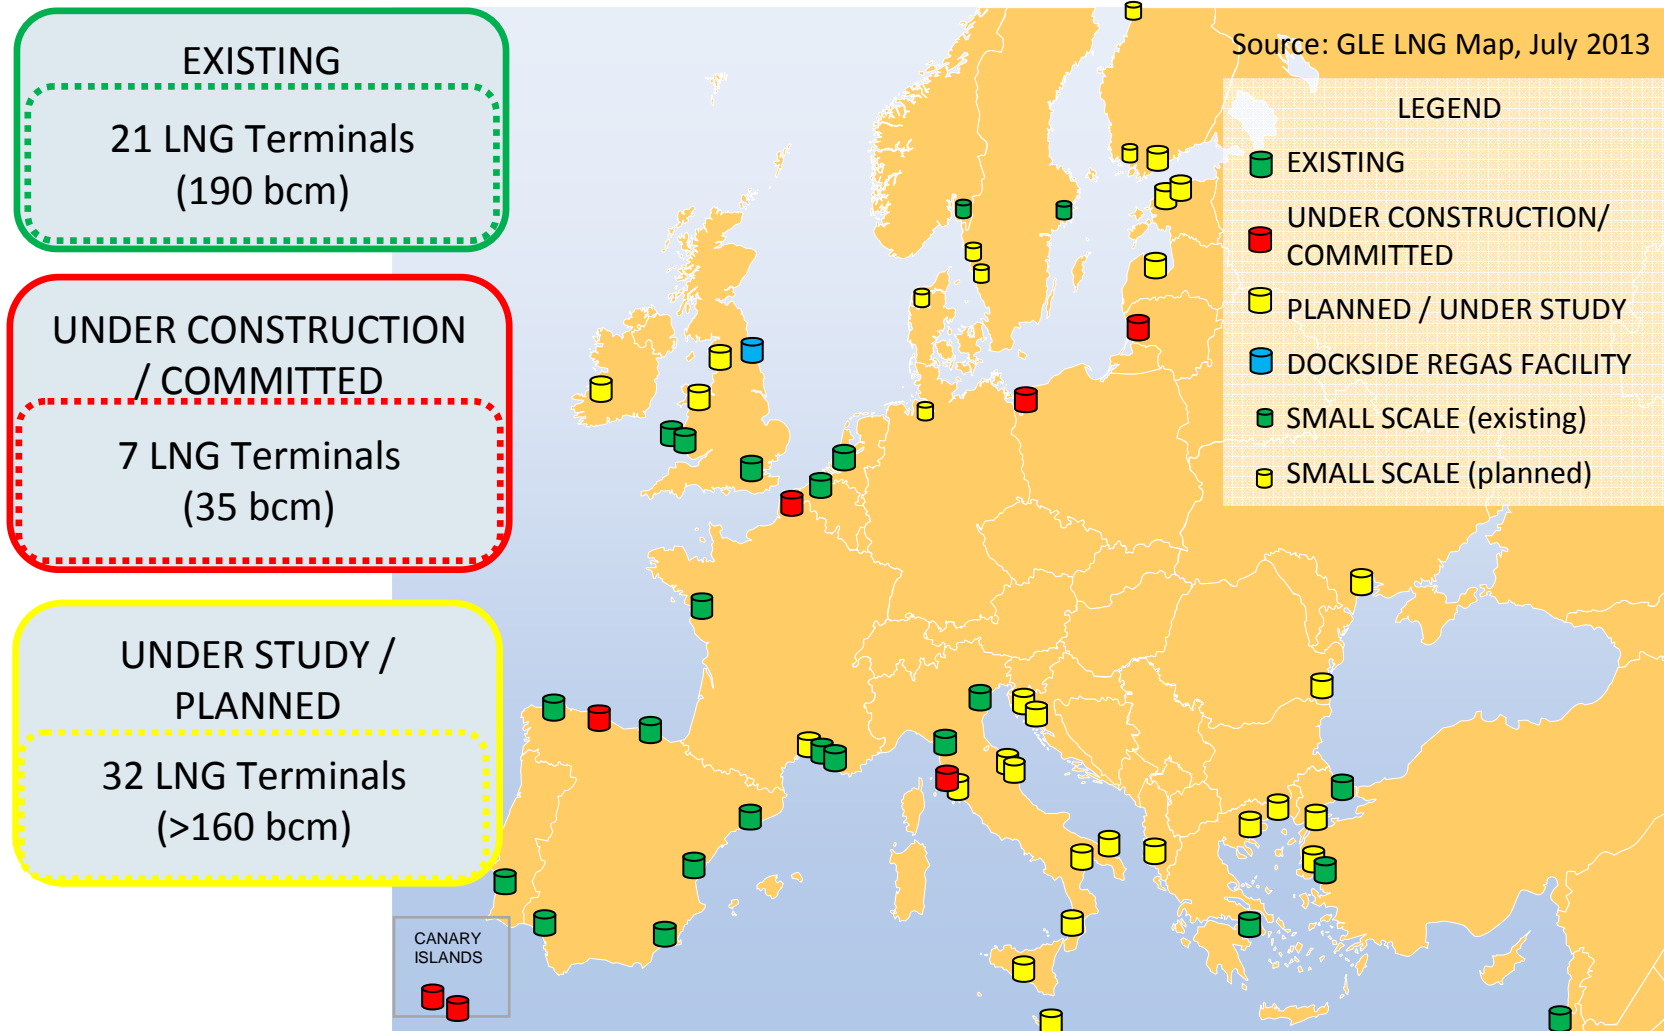 EXISTING
21 LNG Terminals
(190 bcm)
UNDER CONSTRUCTION
/ COMMITTED
7 LNG Terminals
(35 bcm)
UNDER STUDY /
PLANNED
32 LNG Terminals
(>160 bcm)
CANARY
ISLANDS
Source: GLE LNG Map, July 2013
LEGEND
EXISTING
UNDER CONSTRUCTION/
COMMITTED
PLANNED / UNDER STUDY
DOCKSIDE REGAS FACILITY
SMALL SCALE (existing)
SMALL SCALE (planned)